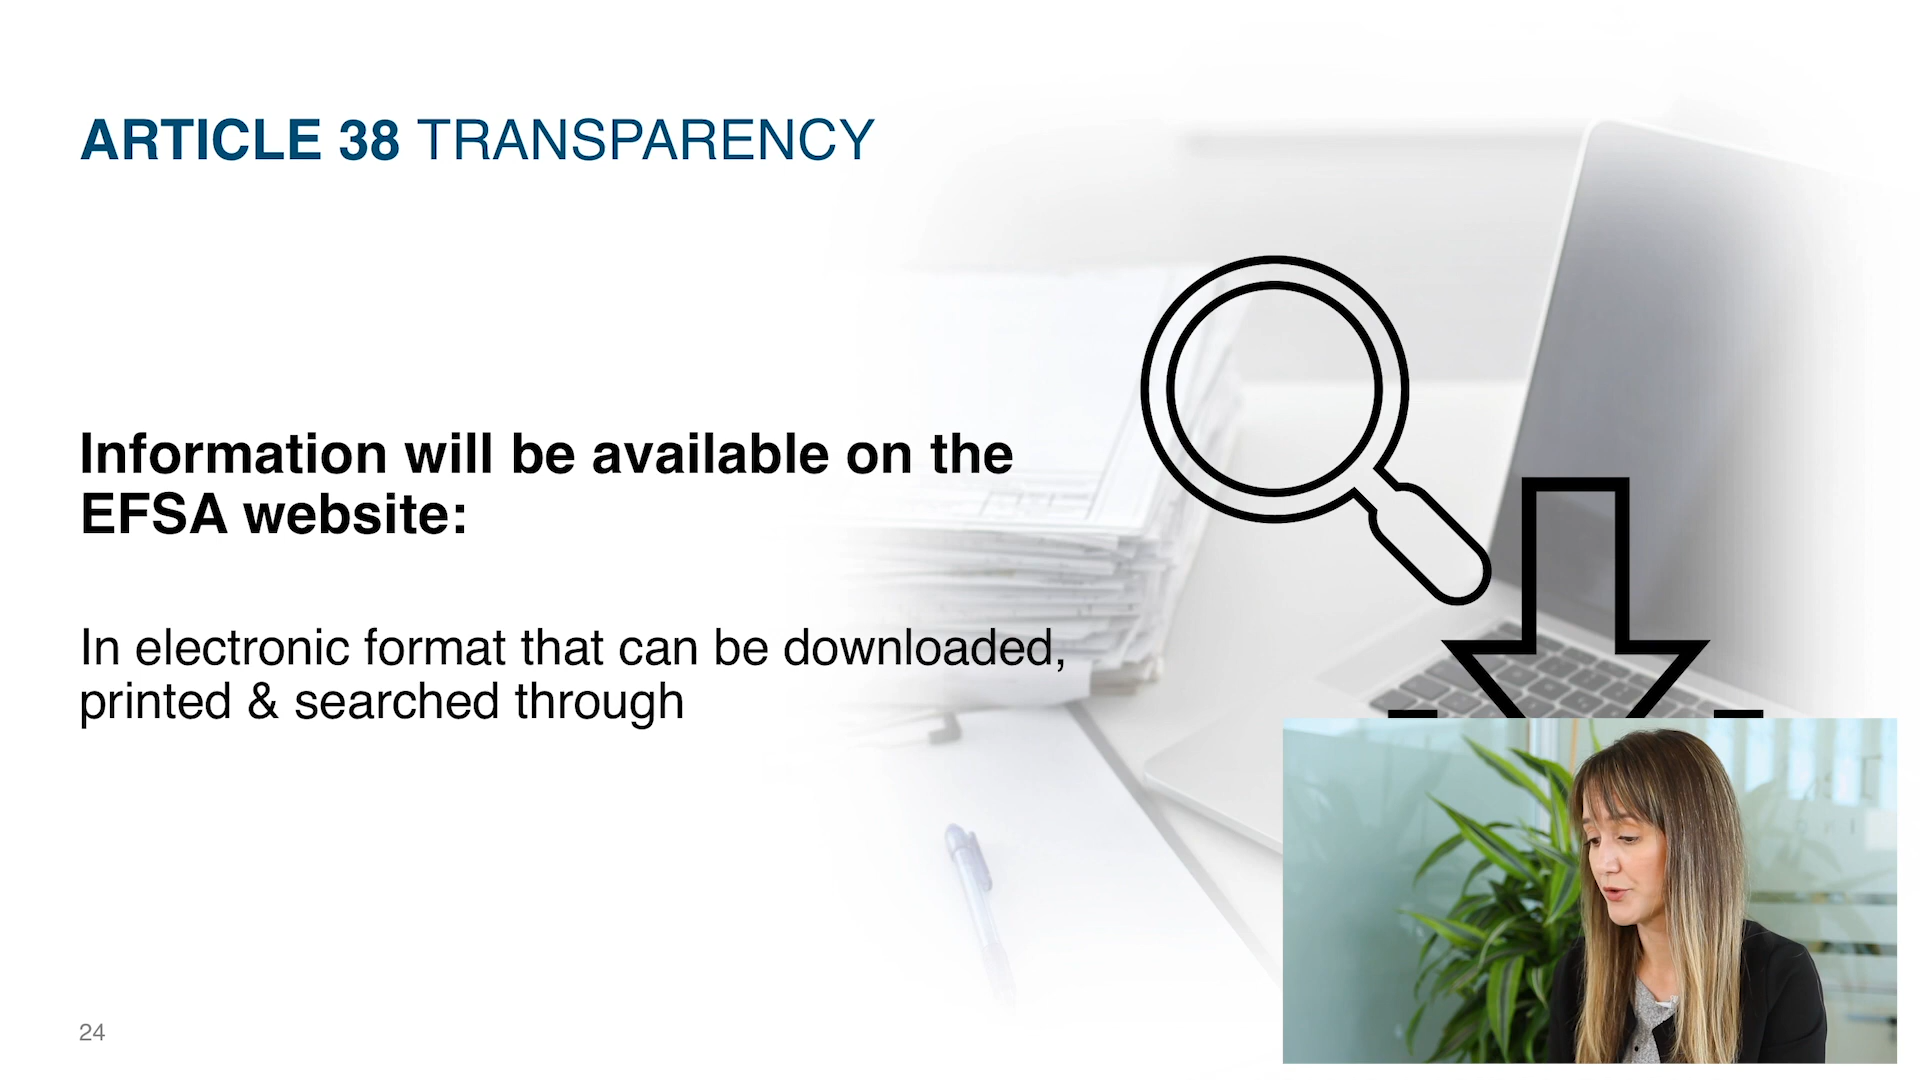 ARTICLE 38 TRANSPARENCY
Information will be available on the
EFSA website:
In electronic format that can be downloaded,
printed & searched through
24